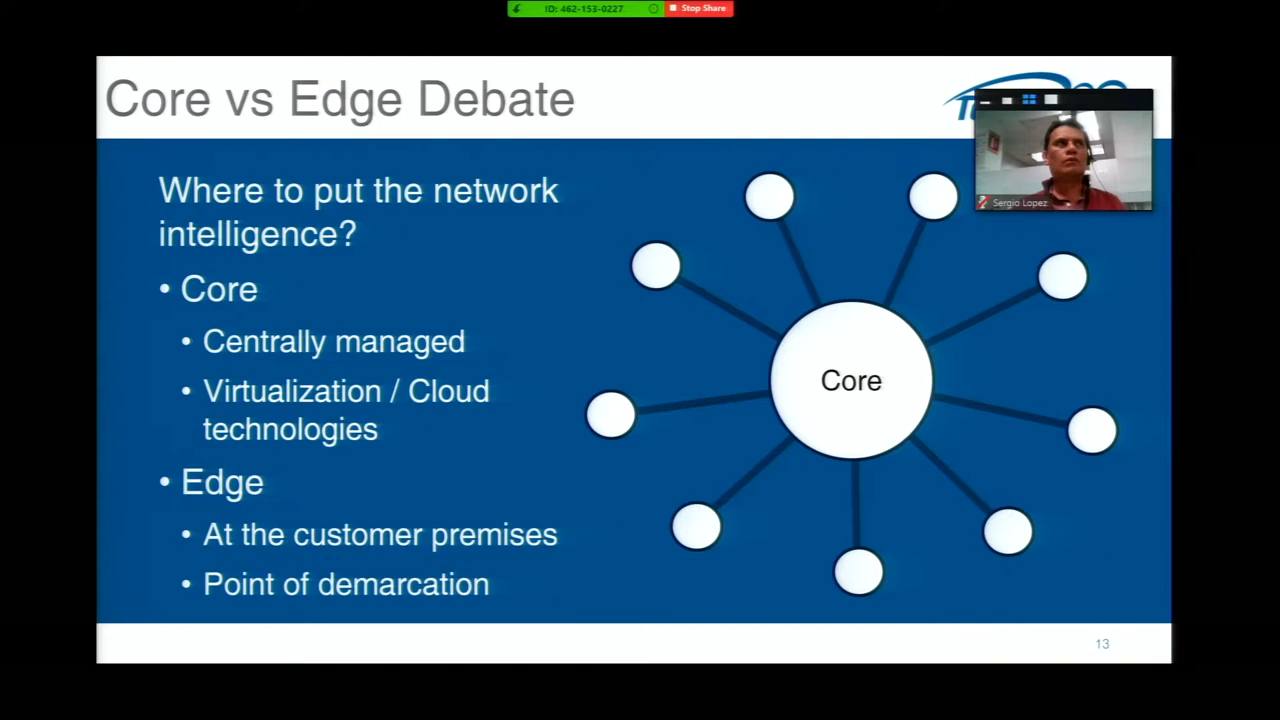 ID: 462-153-0227
Stop Share
Core vs Edge Debate
Sergio Lopez
Where to put the network
intelligence?
• Core
• Centrally managed
• Virtualization / Cloud
technologies
• Edge
• At the customer premises
• Point of demarcation
Core
13